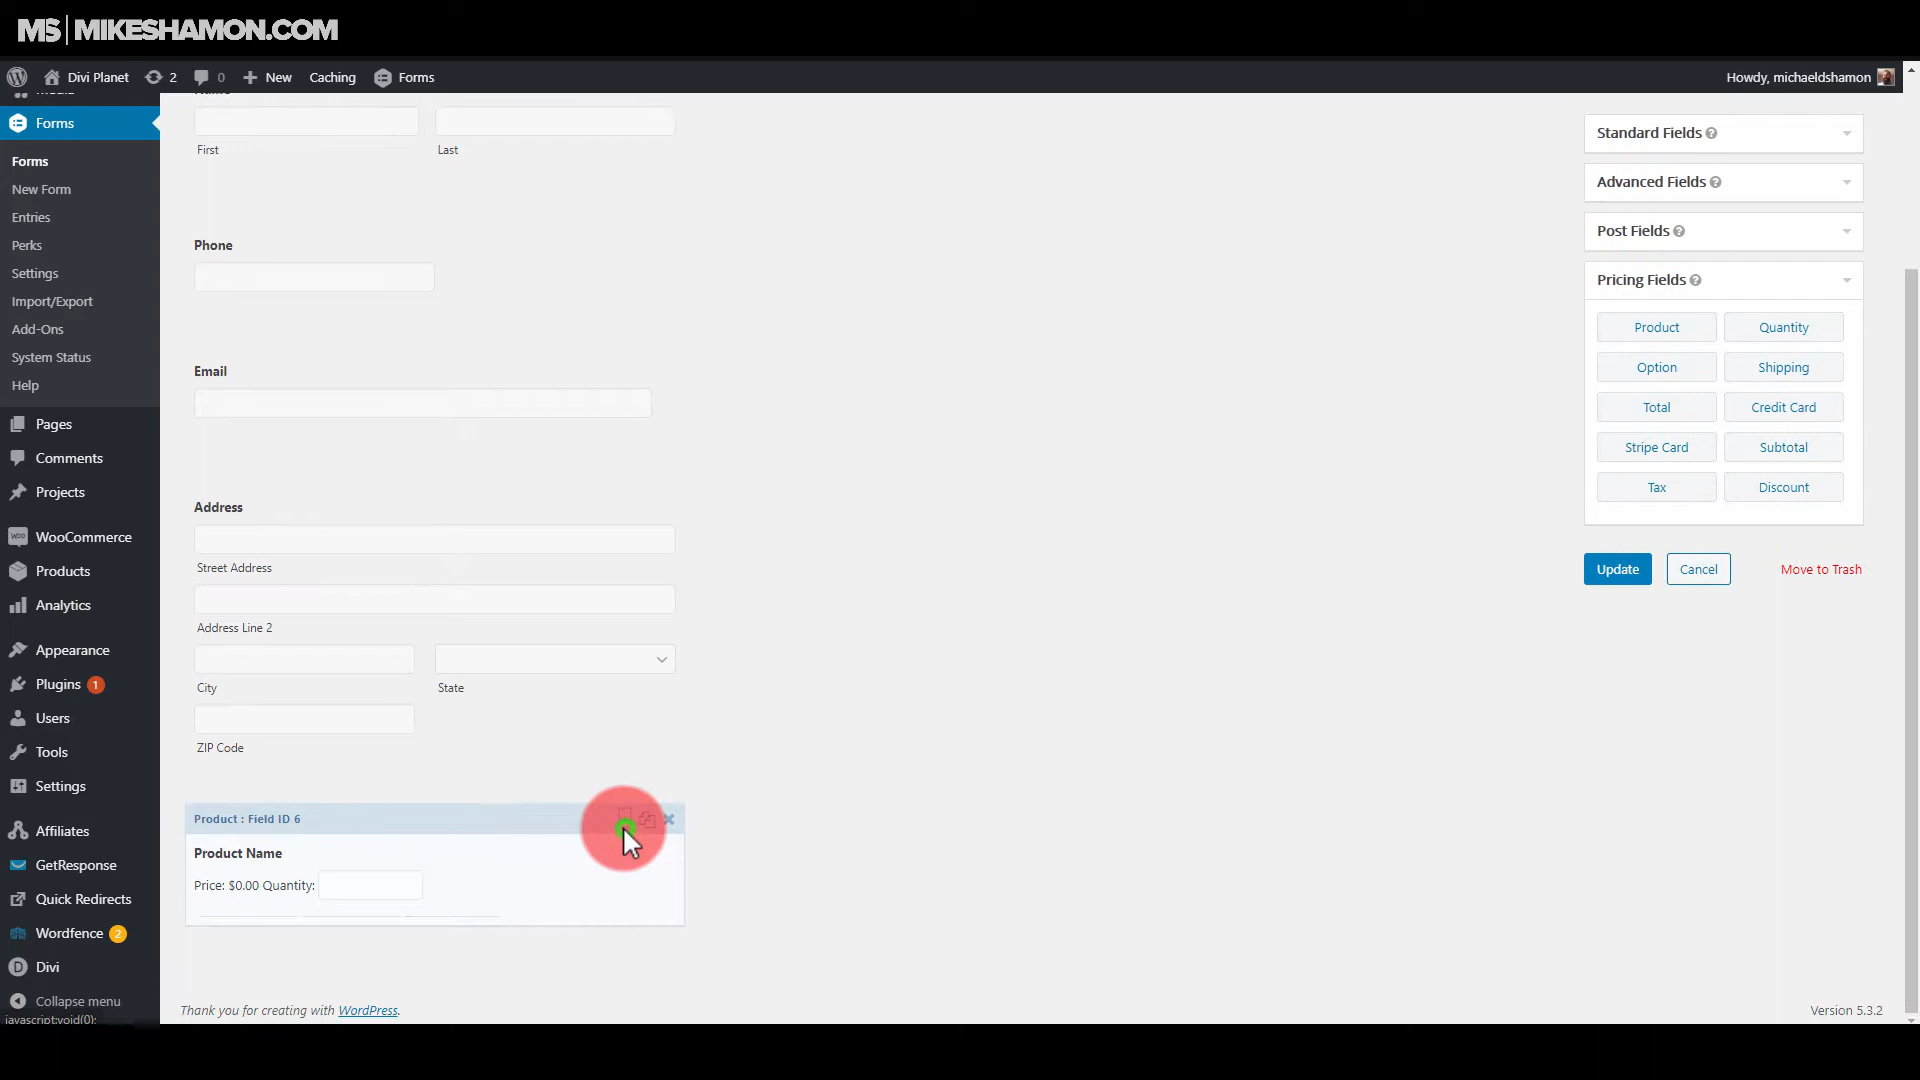 MS | MIKESHAMON.COM
Divi Planet
2
0
New
Caching
Forms
Howdy, michaeldshamon
Forms
Forms
New Form
Entries
Perks
Settings
Import/Export
Add-Ons
System Status
Help
Pages
Comments
Projects
WooCommerce
Products
Analytics
Appearance
Plugins 1
Users
Tools
Settings
Affiliates
GetResponse
Quick Redirects
Wordfence 2
Divi
Collapse menu
javascript:void(0);
First
Last
Phone
Email
Address
Street Address
Address Line 2
City
State
ZIP Code
Product : Field ID 6
Product Name
Price: $0.00 Quantity:
Thank you for creating with WordPress.
Version 5.3.2
Standard Fields
Advanced Fields
Post Fields
Pricing Fields
Product
Quantity
Option
Shipping
Total
Credit Card
Stripe Card
Subtotal
Tax
Discount
Update
Cancel
Move to Trash